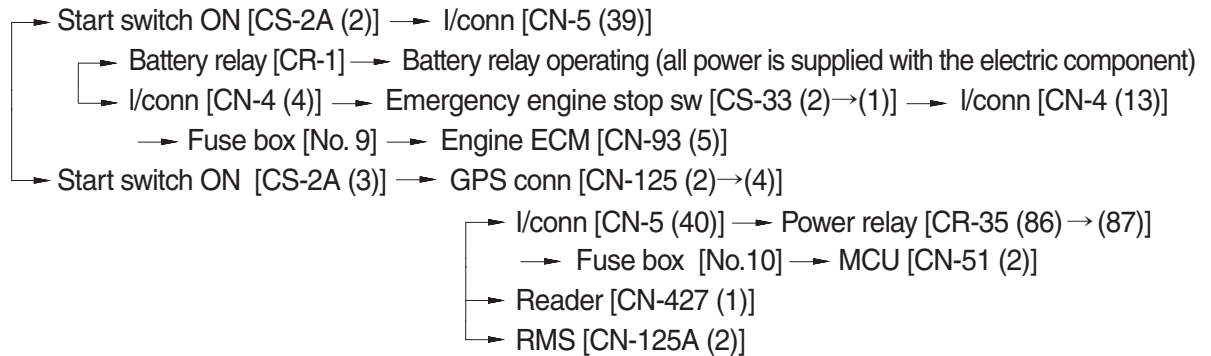 Start switch ON [CS-2A (2)] → I/conn [CN-5 (39)]
Battery relay [CR-1] → Battery relay operating (all power is supplied with the electric component)
I/conn [CN-4 (4)] → Emergency engine stop sw [CS-33 (2)→(1)] → I/conn [CN-4 (13)]
→ Fuse box [No. 9] → Engine ECM [CN-93 (5)]
Start switch ON [CS-2A (3)] → GPS conn [CN-125 (2)→(4)]
I/conn [CN-5 (40)] → Power relay [CR-35 (86)→(87)]
→ Fuse box [No.10] → MCU [CN-51 (2)]
Reader [CN-427 (1)]
RMS [CN-125A (2)]